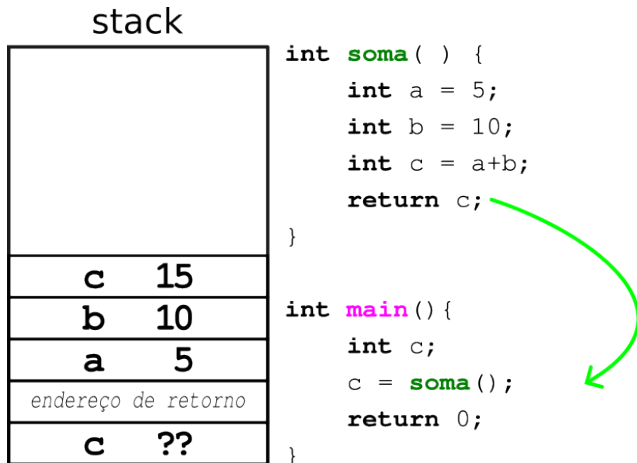 stack
c 15
b 10
a 5
endereço de retorno
c ??
int soma( ) {
int a = 5;
int b = 10;
int c = a+b;
return c;
}
int main(){
int c;
c = soma();
return 0;
}